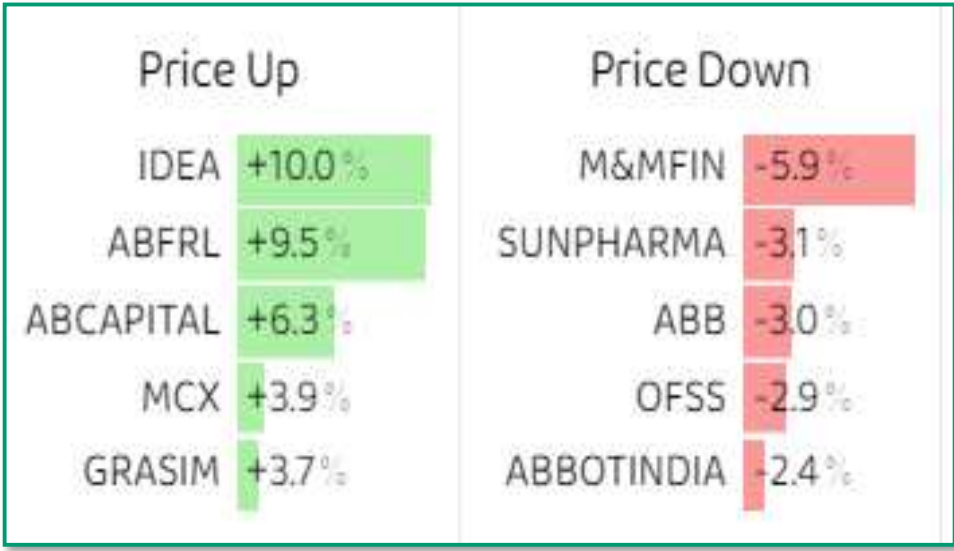 Price Up
IDEA +10.0%
ABFRL +9.5%
ABCAPITAL +6.3%
MCX +3.9%
GRASIM +3.7%
Price Down
M&MFIN -5.9%
SUNPHARMA -3.1%
ABB -3.0%
OFSS -2.9%
ABBOTINDIA -2.4%